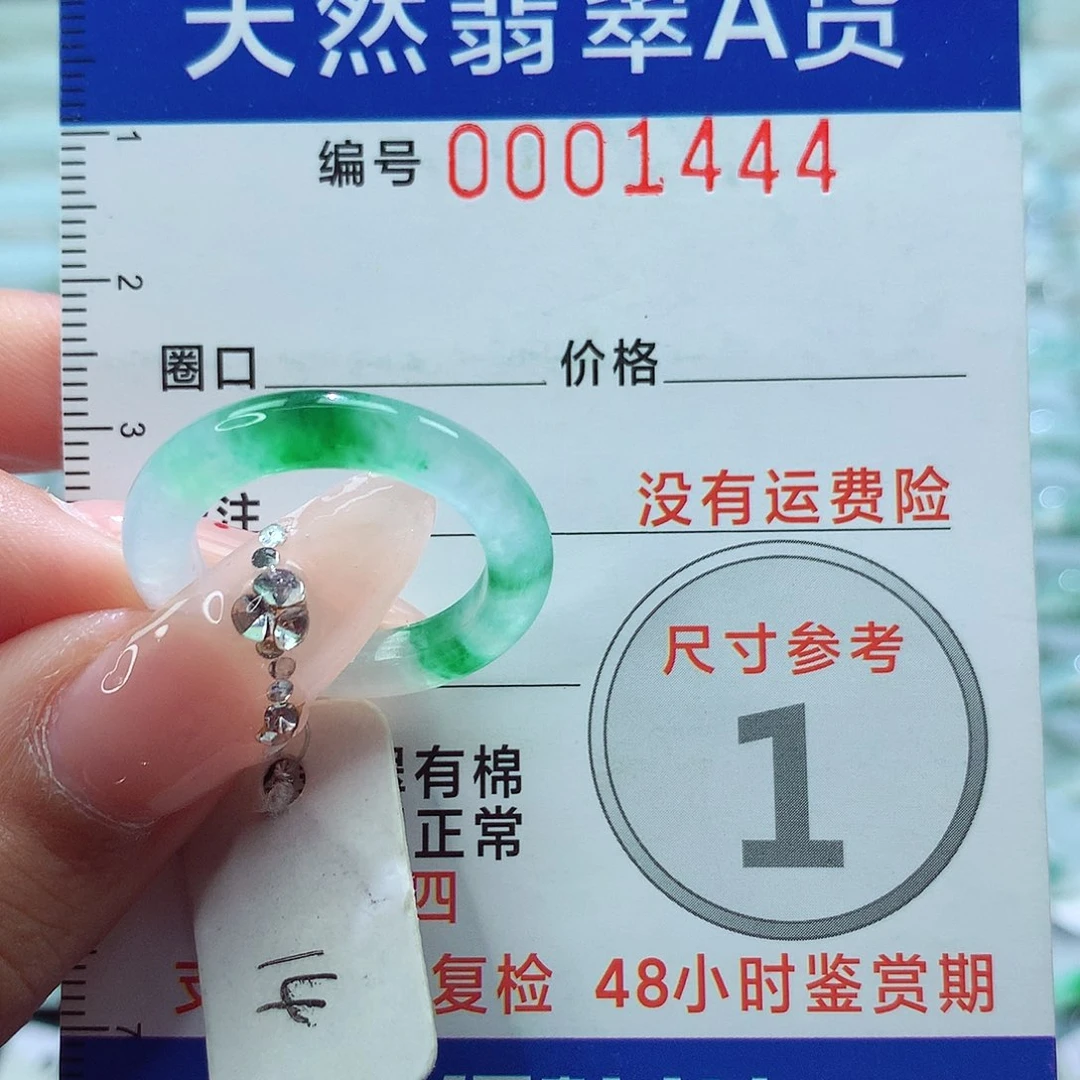 天然翡翠A货
编号 0001444
1
2
圈口 价格
3
注
没有运费险
尺寸参考
1
有棉
正常
四
复检 48小时鉴赏期
7